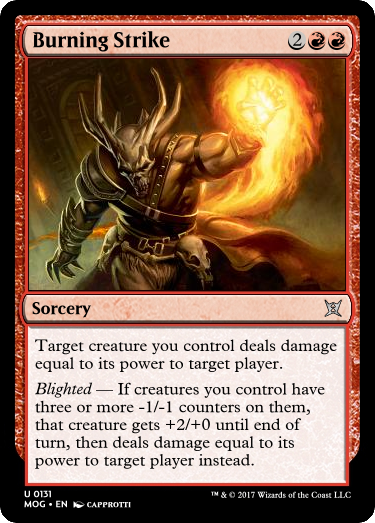 Burning Strike 2
Sorcery
Target creature you control deals damage
equal to its power to target player.
Blighted — If creatures you control have
three or more -1/-1 counters on them,
that creature gets +2/+0 until end of
turn, then deals damage equal to its
power to target player instead.
U 0131
MOG • EN CAPPROTTI
™ & © 2017 Wizards of the Coast LLC